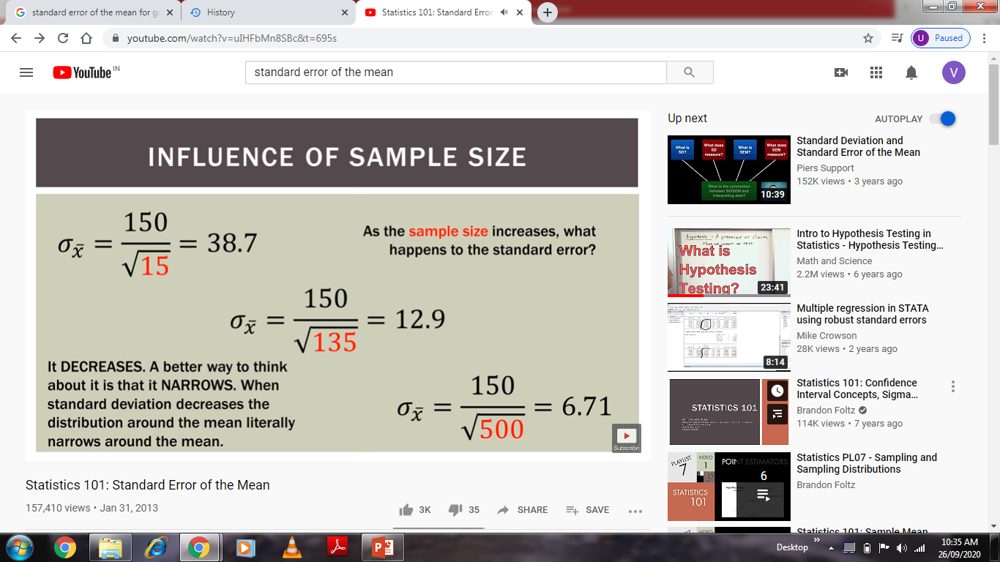 standard error of the mean for gr
History
Statistics 101: Standard Error
youtube.com/watch?v=uIHFbMn8SBc&t=695s
U Paused
YouTube IN
standard error of the mean
V
INFLUENCE OF SAMPLE SIZE
σx̄ = 150/√15 = 38.7
As the sample size increases, what
happens to the standard error?
σx̄ = 150/√135 = 12.9
It DECREASES. A better way to think
about it is that it NARROWS. When
standard deviation decreases the
distribution around the mean literally
narrows around the mean.
σx̄ = 150/√500 = 6.71
Subscribe
Statistics 101: Standard Error of the Mean
157,410 views • Jan 31, 2013
3K
35
SHARE
SAVE
Up next
AUTOPLAY
What is SD?
What does SD measure?
What is SEM?
What does SEM measure?
What is the connection
between SD/SEM and
interpreting data?
10:39
Standard Deviation and
Standard Error of the Mean
Piers Support
152K views • 3 years ago
Hypothesis - A premise or claim
that we want to test.
What is
Hypothesis
Testing?
23:41
Intro to Hypothesis Testing in
Statistics - Hypothesis Testing...
Math and Science
2.2M views • 6 years ago
8:14
Multiple regression in STATA
using robust standard errors
Mike Crowson
28K views • 2 years ago
STATISTICS 101
Statistics 101: Confidence
Interval Concepts, Sigma...
Brandon Foltz
114K views • 7 years ago
PLAYLIST
7
VIDEO
1
POINT ESTIMATORS
STATISTICS
101
6
Statistics PL07 - Sampling and
Sampling Distributions
Brandon Foltz
Statistics 101: Sample Mean
Desktop
10:35 AM
26/09/2020